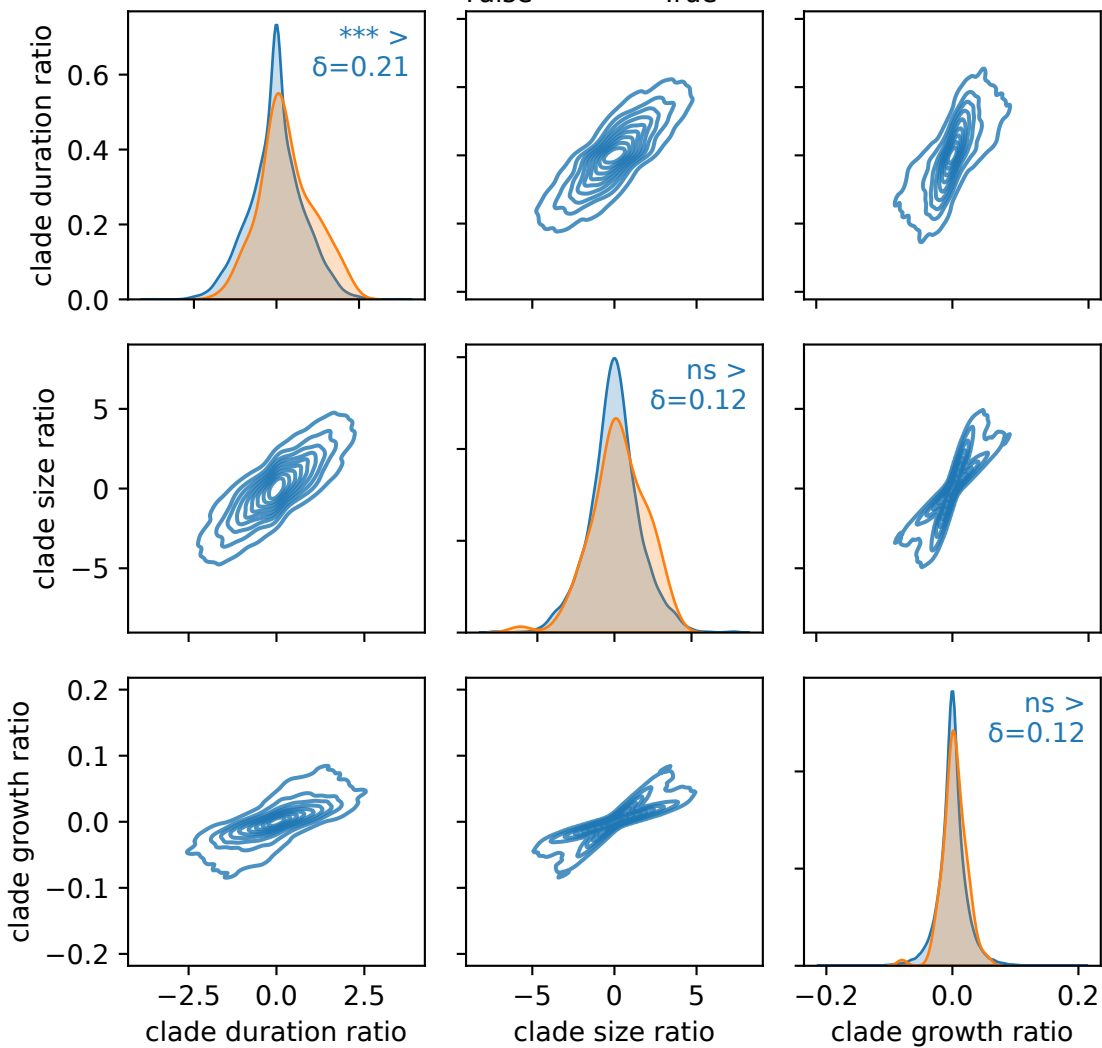 *** >
δ=0.21
clade duration ratio
0.6
0.4
0.2
0.0
ns >
δ=0.12
clade size ratio
5
0
−5
ns >
δ=0.12
clade growth ratio
0.2
0.1
0.0
−0.1
−0.2
−2.5 0.0 2.5
−5 0 5
−0.2 0.0 0.2
clade duration ratio
clade size ratio
clade growth ratio